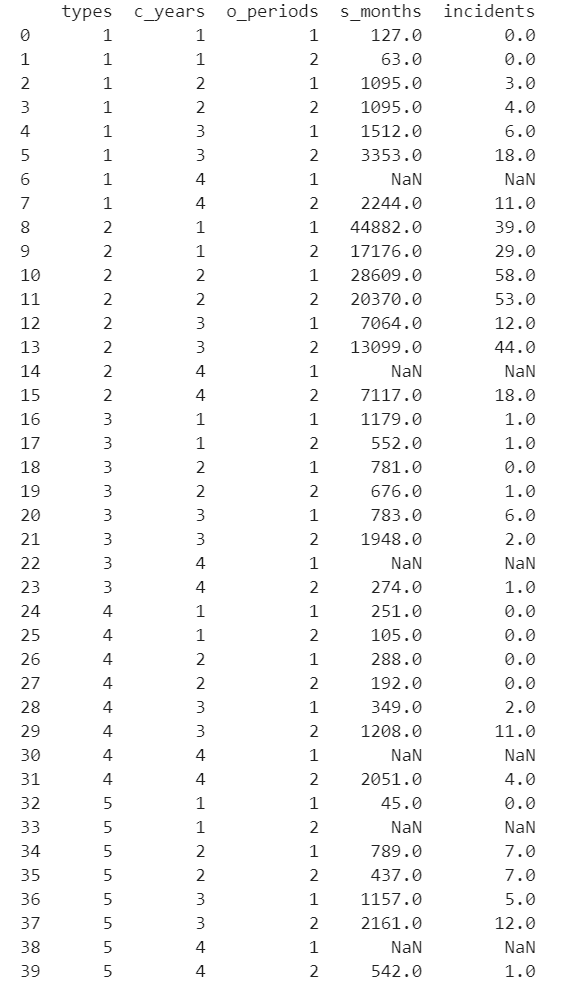 types c_years o_periods s_months incidents
0 1 1 1 127.0 0.0
1 1 1 2 63.0 0.0
2 1 2 1 1095.0 3.0
3 1 2 2 1095.0 4.0
4 1 3 1 1512.0 6.0
5 1 3 2 3353.0 18.0
6 1 4 1 NaN NaN
7 1 4 2 2244.0 11.0
8 2 1 1 44882.0 39.0
9 2 1 2 17176.0 29.0
10 2 2 1 28609.0 58.0
11 2 2 2 20370.0 53.0
12 2 3 1 7064.0 12.0
13 2 3 2 13099.0 44.0
14 2 4 1 NaN NaN
15 2 4 2 7117.0 18.0
16 3 1 1 1179.0 1.0
17 3 1 2 552.0 1.0
18 3 2 1 781.0 0.0
19 3 2 2 676.0 1.0
20 3 3 1 783.0 6.0
21 3 3 2 1948.0 2.0
22 3 4 1 NaN NaN
23 3 4 2 274.0 1.0
24 4 1 1 251.0 0.0
25 4 1 2 105.0 0.0
26 4 2 1 288.0 0.0
27 4 2 2 192.0 0.0
28 4 3 1 349.0 2.0
29 4 3 2 1208.0 11.0
30 4 4 1 NaN NaN
31 4 4 2 2051.0 4.0
32 5 1 1 45.0 0.0
33 5 1 2 NaN NaN
34 5 2 1 789.0 7.0
35 5 2 2 437.0 7.0
36 5 3 1 1157.0 5.0
37 5 3 2 2161.0 12.0
38 5 4 1 NaN NaN
39 5 4 2 542.0 1.0